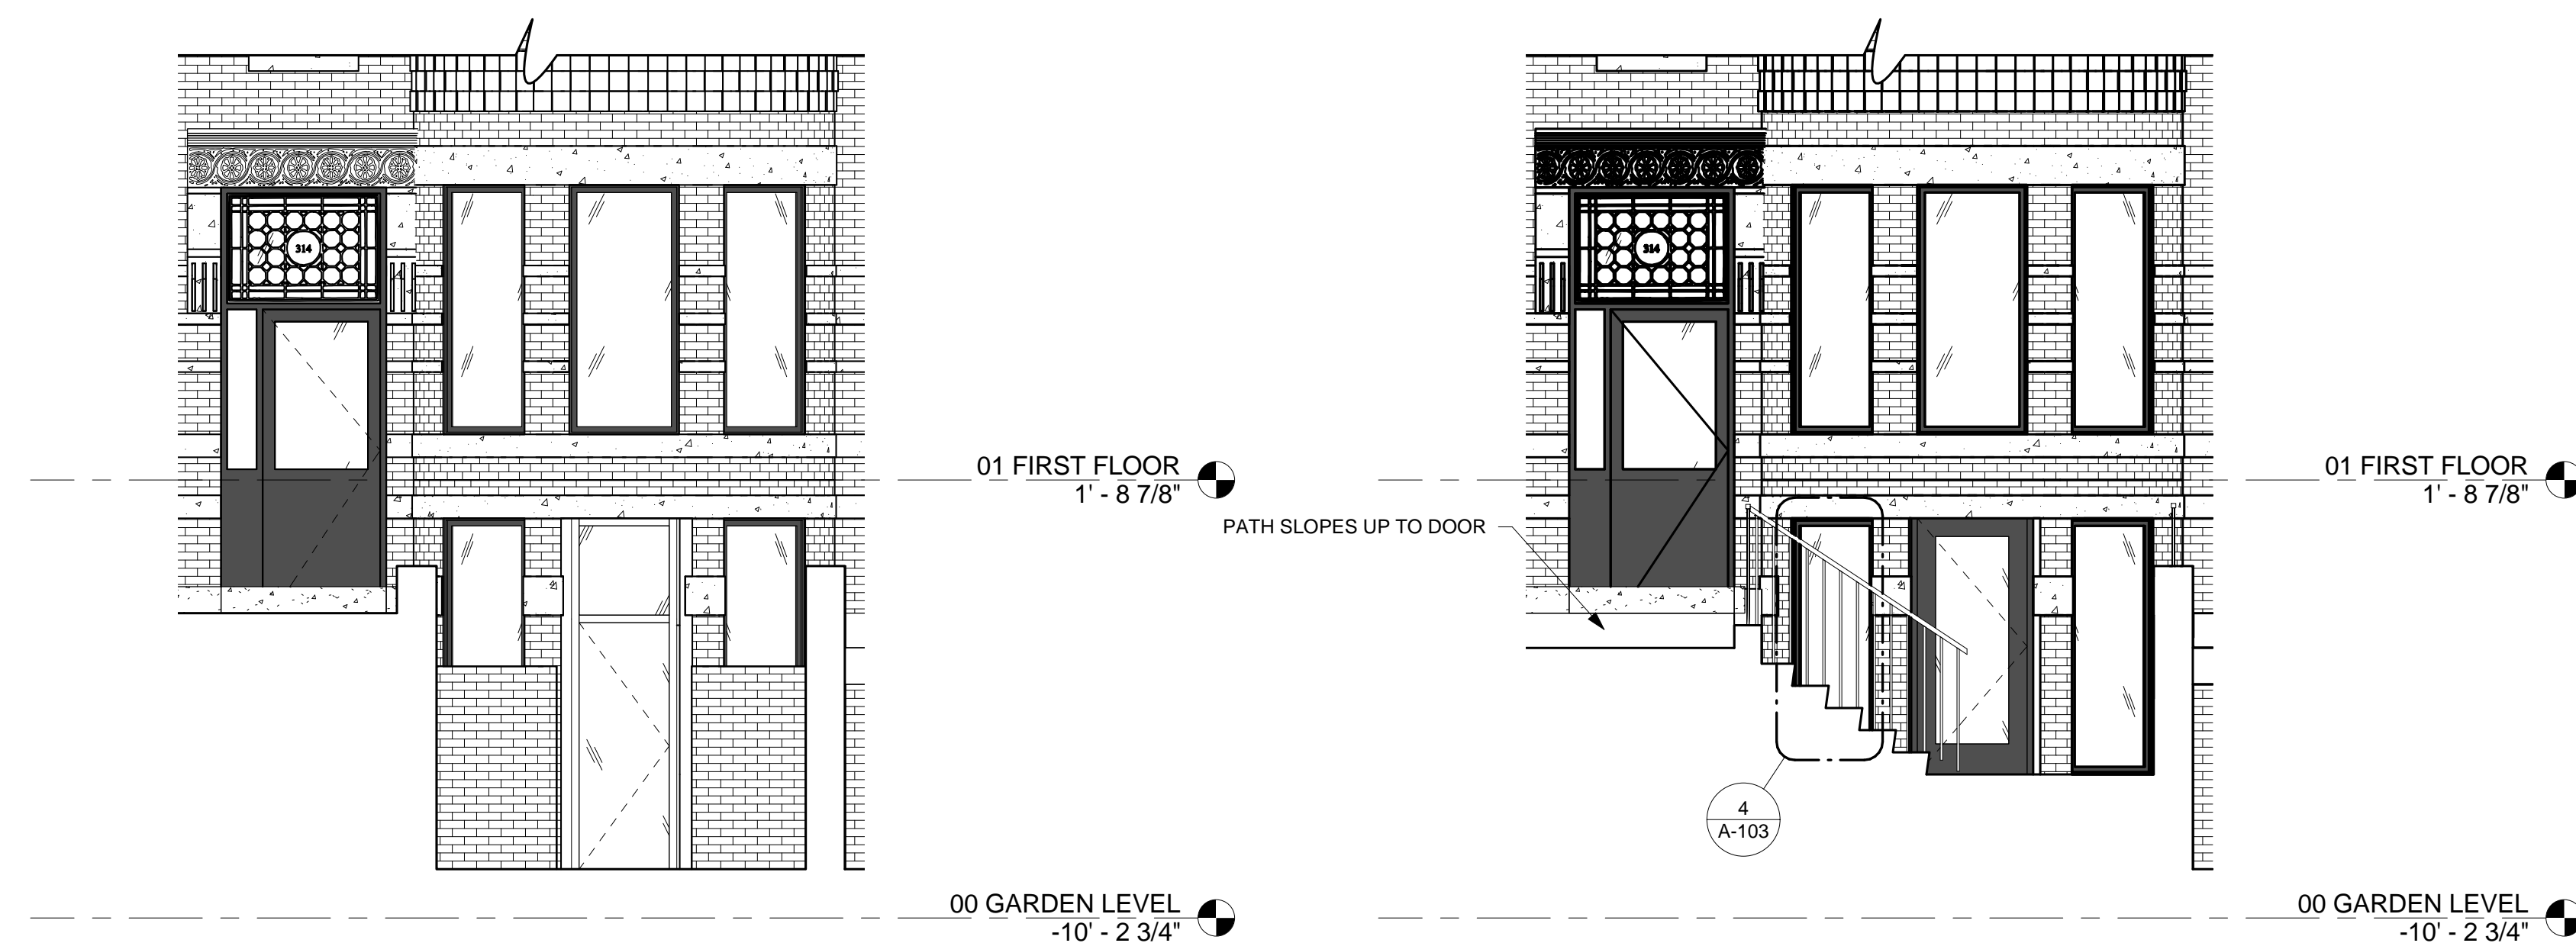 314
01 FIRST FLOOR
1' - 8 7/8"
00 GARDEN LEVEL
-10' - 2 3/4"
314
01 FIRST FLOOR
1' - 8 7/8"
PATH SLOPES UP TO DOOR
4
A-103
00 GARDEN LEVEL
-10' - 2 3/4"